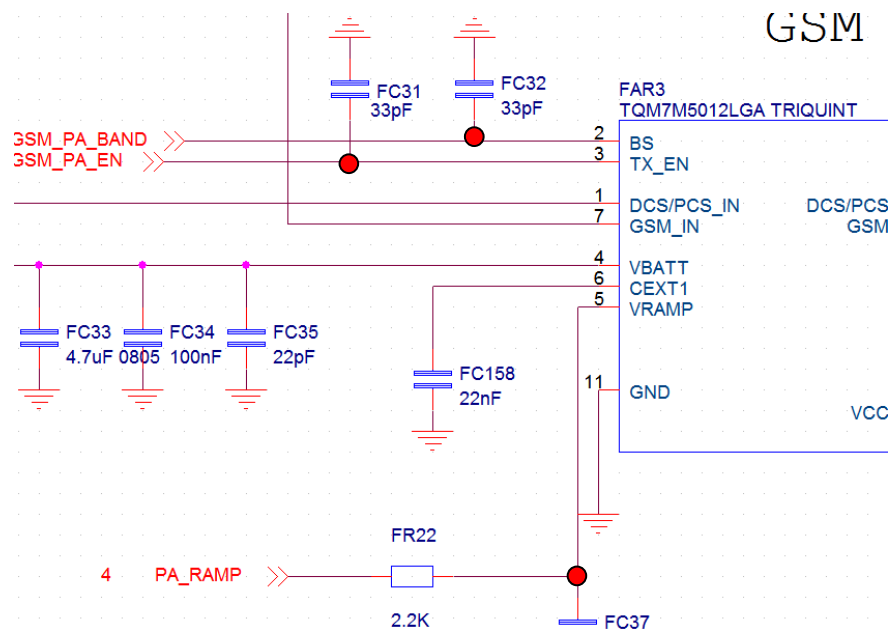 GSM
FC31
33pF
FC32
33pF
FAR3
TQM7M5012LGA TRIQUINT
GSM_PA_BAND
GSM_PA_EN
2 BS
3 TX_EN
1 DCS/PCS_IN DCS/PCS
7 GSM_IN GSM
4 VBATT
6 CEXT1
5 VRAMP
FC33
4.7uF 0805
FC34
100nF
FC35
22pF
FC158
22nF
11 GND
VCC
FR22
4 PA_RAMP
2.2K
FC37